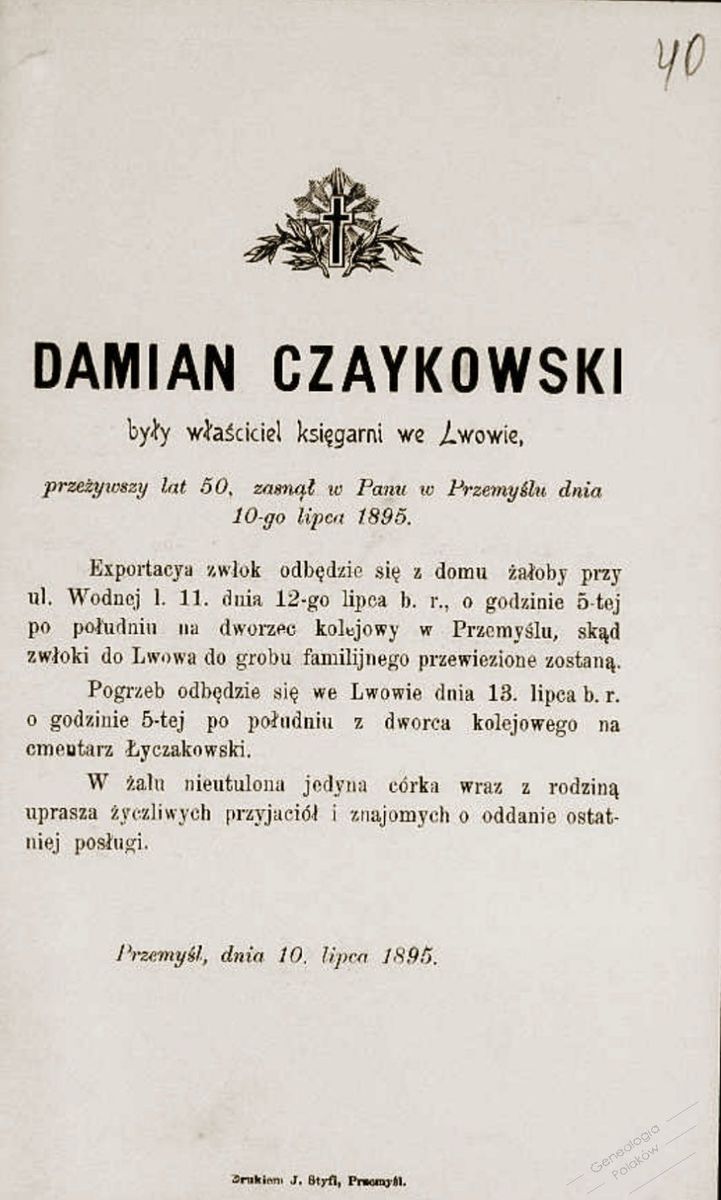 40
DAMIAN CZAYKOWSKI
były właściciel księgarni we Lwowie,
przeżywszy lat 50, zasnął w Panu w Przemyślu dnia
10-go lipca 1895.
Exportacya zwłok odbędzie się z domu żałoby przy
ul. Wodnej l. 11. dnia 12-go lipca b. r., o godzinie 5-tej
po południu na dworzec kolejowy w Przemyślu, skąd
zwłoki do Lwowa do grobu familijnego przewiezione zostaną.
Pogrzeb odbędzie się we Lwowie dnia 13. lipca b. r.
o godzinie 5-tej po południu z dworca kolejowego na
cmentarz Łyczakowski.
W żalu nieutulona jedyna córka wraz z rodziną
uprasza życzliwych przyjaciół i znajomych o oddanie ostat-
niej posługi.
Przemyśl, dnia 10. lipca 1895.
Drukiem J. Styfi, Przemyśl.
Genealogia
Polaków